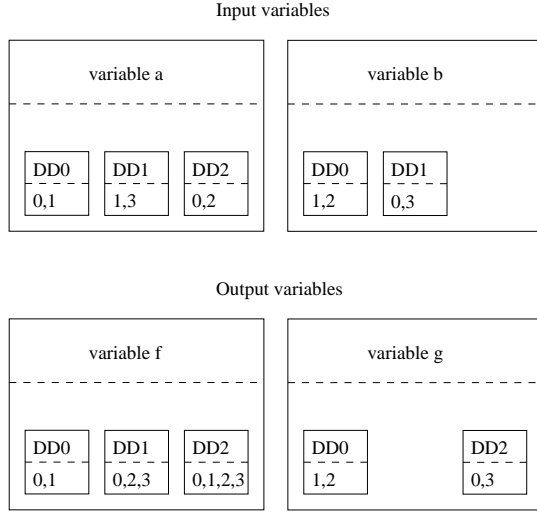 Input variables
variable a
variable b
DD0
DD1
DD2
DD0
DD1
0,1
1,3
0,2
1,2
0,3
Output variables
variable f
variable g
DD0
DD1
DD2
DD0
DD2
0,1
0,2,3
0,1,2,3
1,2
0,3